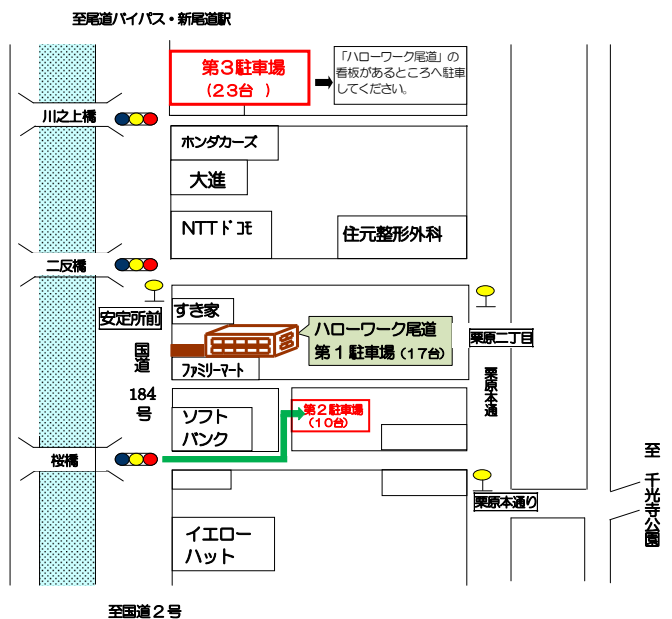 至尾道バイパス・新尾道駅
第３駐車場
（２３台　）
「ハローワーク尾道」の
看板があるところへ駐車
してください。
川之上橋
ホンダカーズ
大進
NTTﾄﾞｺﾓ
住元整形外科
二反橋
安定所前
すき家
ハローワーク尾道
第１駐車場（１７台）
栗原二丁目
国道
184
号
ﾌｧﾐﾘｰﾏｰﾄ
栗原本通
ソフト
バンク
第２駐車場
（１０台）
桜橋
栗原本通り
至
千光寺公園
イエロー
ハット
至国道２号